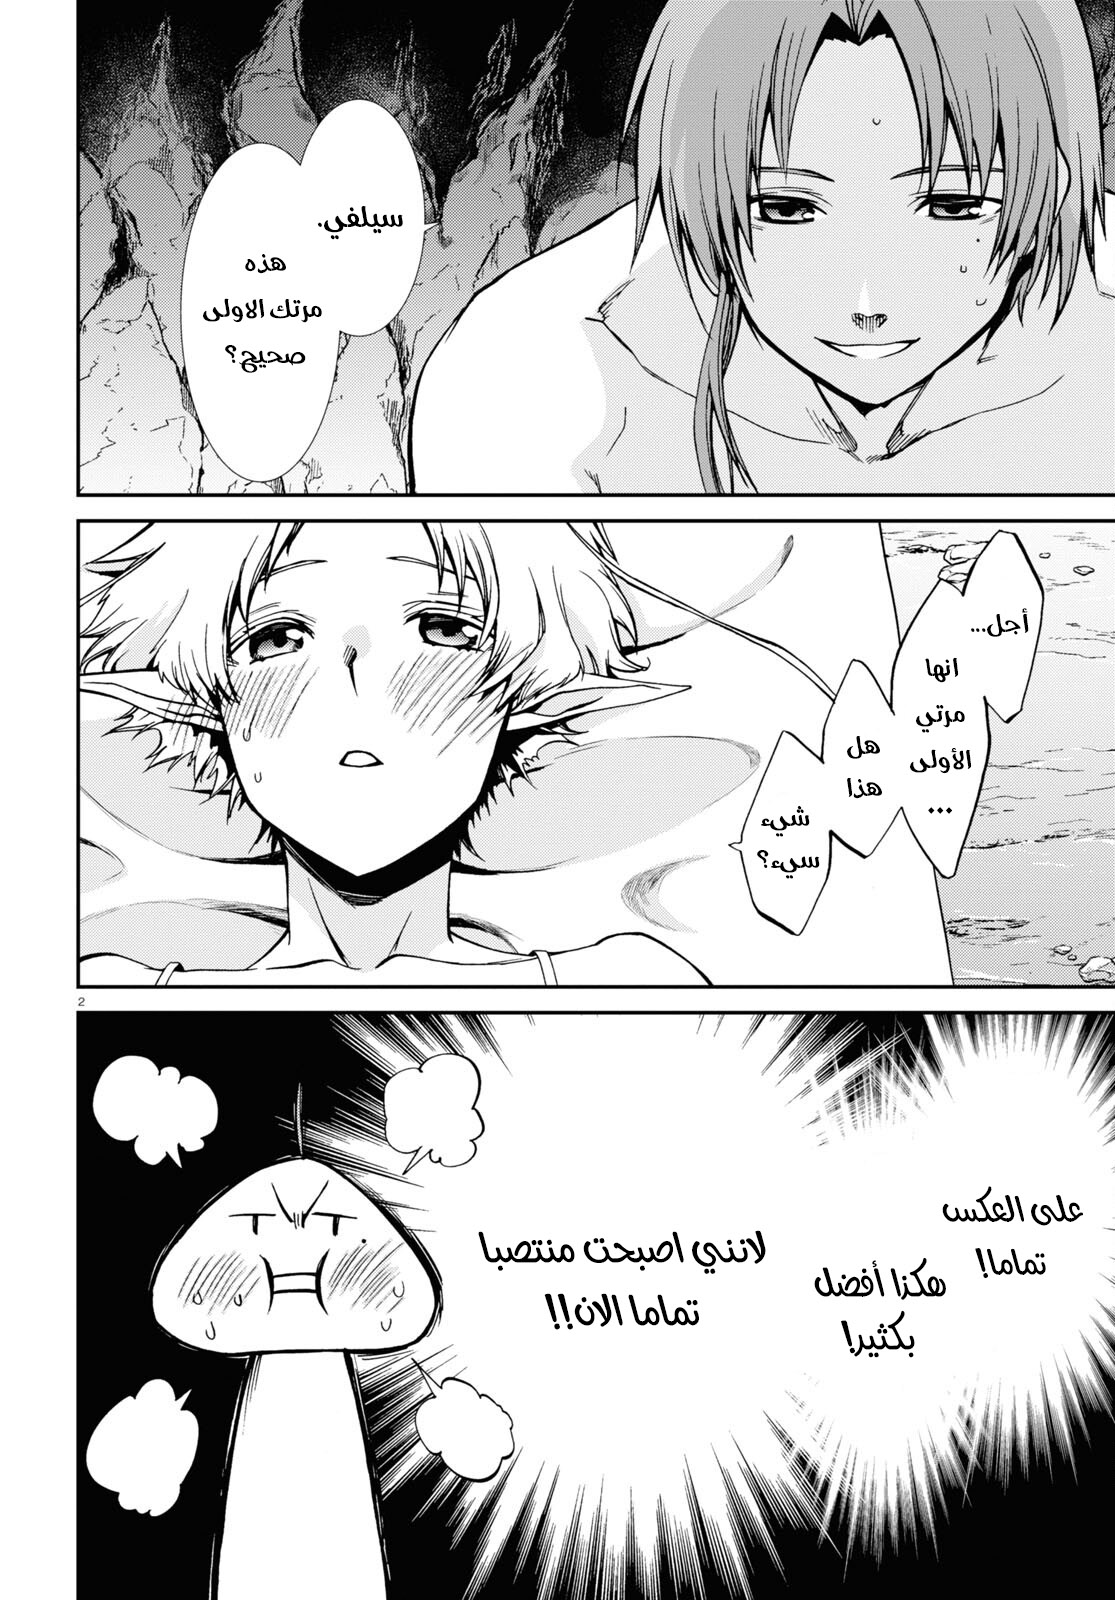 سيلفي.
هذه
مرتك الاولى
صحيح؟
أجل...
انها
مرتي
الأولى
...
هل
هذا
شيء
سيء؟
2
على العكس
تماما!
هكذا أفضل
بكثير!
لانني اصبحت منتصبا
تماما الان!!